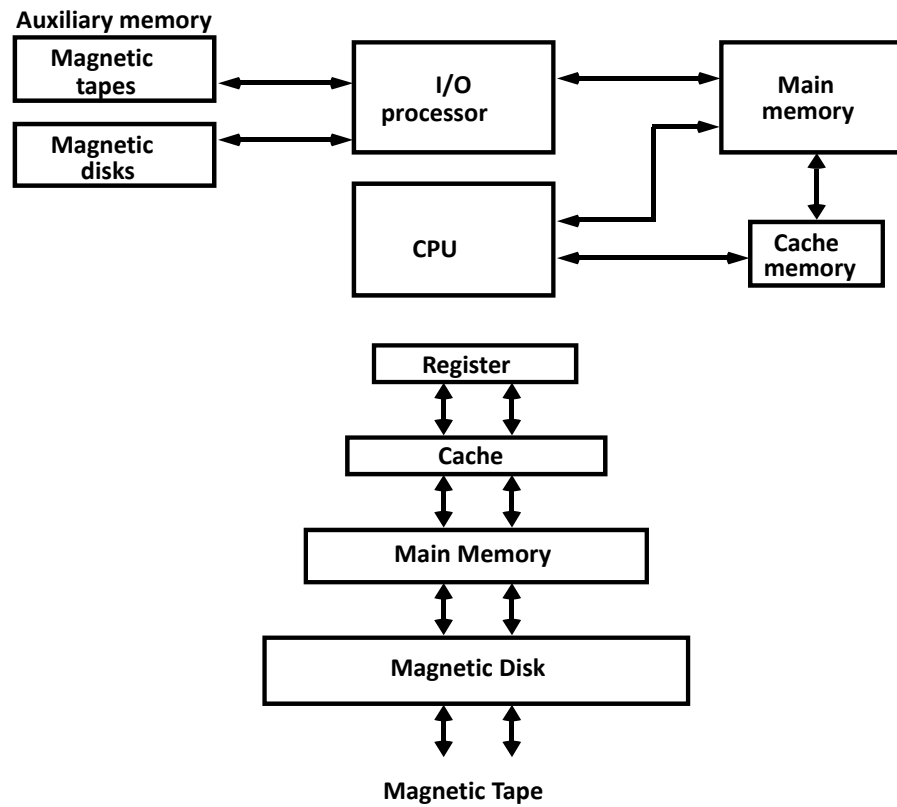 Auxiliary memory
Magnetic
tapes
I/O
processor
Main
memory
Magnetic
disks
CPU
Cache
memory
Register
Cache
Main Memory
Magnetic Disk
Magnetic Tape